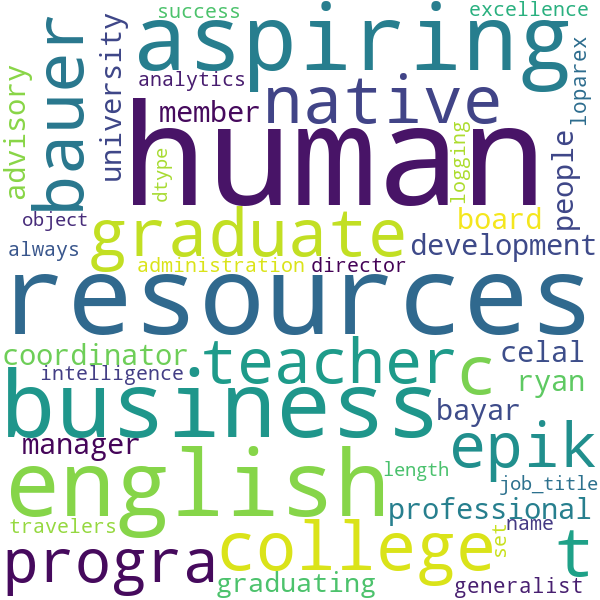 success
excellence
aspiring
bauer
university
analytics
native
loparex
advisory
member
human
people
logging
dtype
object
graduate
board
always
development
administration
director
resources
coordinator
teacher
celal
intelligence
c
ryan
business
bayar
manager
epik
english
length
job_title
professional
travelers
name
progra
college
set
t
graduating
generalist